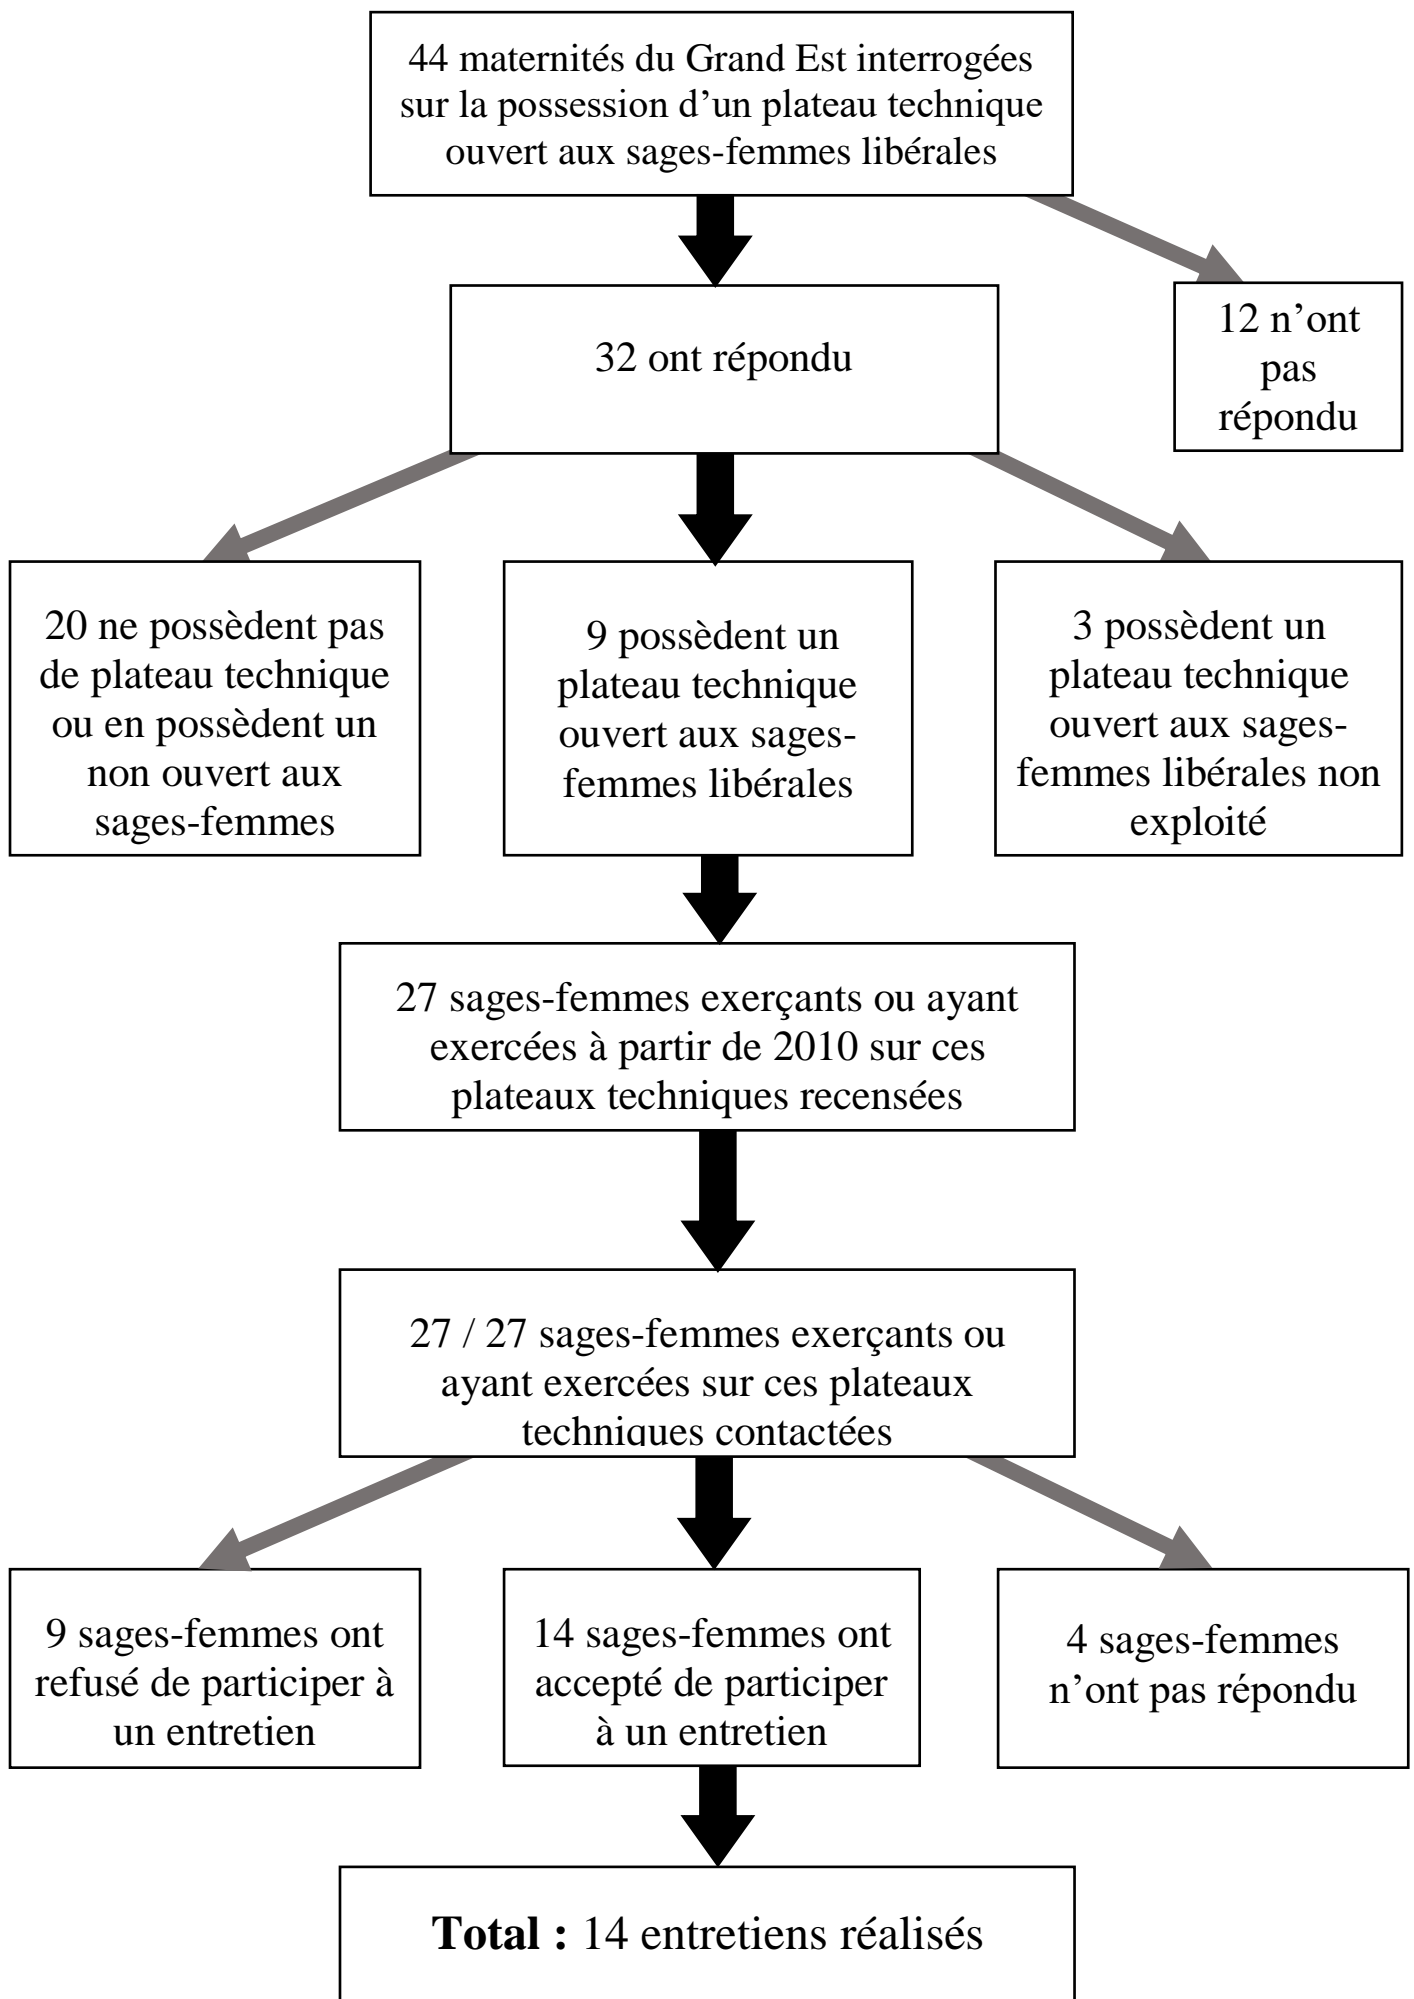 44 maternités du Grand Est interrogées
sur la possession d’un plateau technique
ouvert aux sages-femmes libérales
32 ont répondu
12 n’ont
pas
répondu
20 ne possèdent pas
de plateau technique
ou en possèdent un
non ouvert aux
sages-femmes
9 possèdent un
plateau technique
ouvert aux sages-
femmes libérales
3 possèdent un
plateau technique
ouvert aux sages-
femmes libérales non
exploité
27 sages-femmes exerçants ou ayant
exercées à partir de 2010 sur ces
plateaux techniques recensées
27 / 27 sages-femmes exerçants ou
ayant exercées sur ces plateaux
techniques contactées
9 sages-femmes ont
refusé de participer à
un entretien
14 sages-femmes ont
accepté de participer
à un entretien
4 sages-femmes
n’ont pas répondu
Total : 14 entretiens réalisés